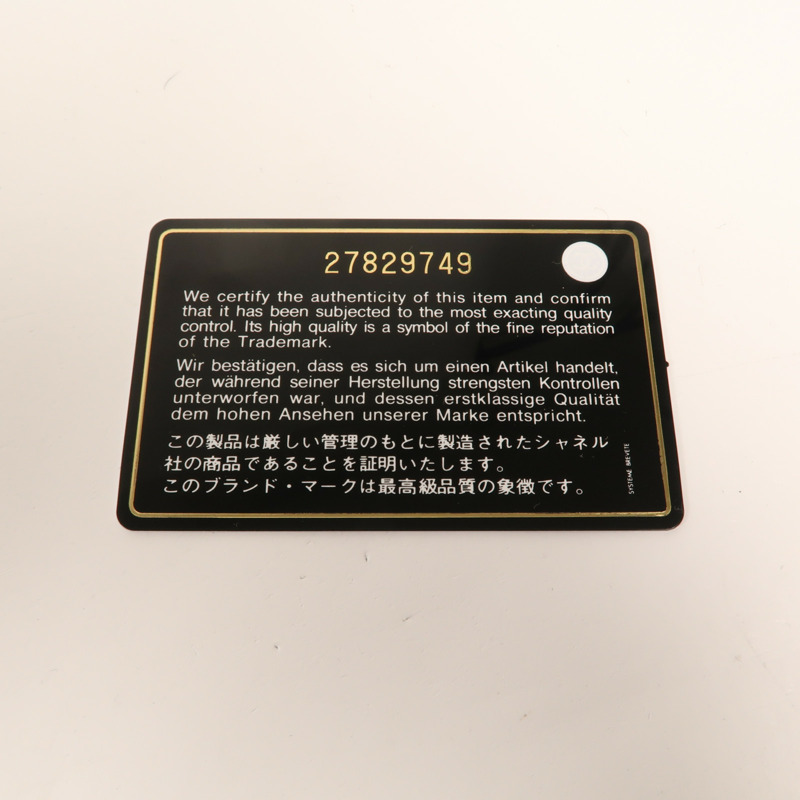 27829749
We certify the authenticity of this item and confirm
that it has been subjected to the most exacting quality
control. Its high quality is a symbol of the fine reputation
of the Trademark.
Wir bestätigen, dass es sich um einen Artikel handelt,
der während seiner Herstellung strengsten Kontrollen
unterworfen war, und dessen erstklassige Qualität
dem hohen Ansehen unserer Marke entspricht.
この製品は厳しい管理のもとに製造されたシャネル
社の商品であることを証明いたします。
このブランド・マークは最高級品質の象徴です。
SYSTEME BREVETE